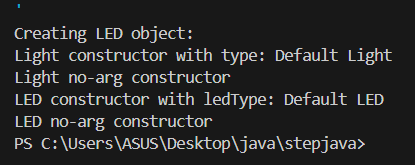 '
Creating LED object:
Light constructor with type: Default Light
Light no-arg constructor
LED constructor with ledType: Default LED
LED no-arg constructor
PS C:\Users\ASUS\Desktop\java\stepjava>